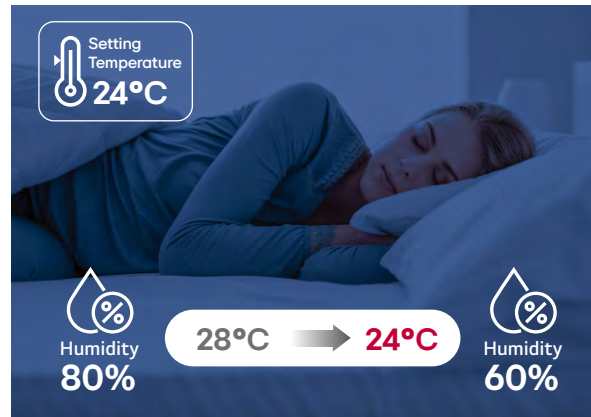 Setting
Temperature
24°C
%
Humidity
80%
28°C 24°C
%
Humidity
60%